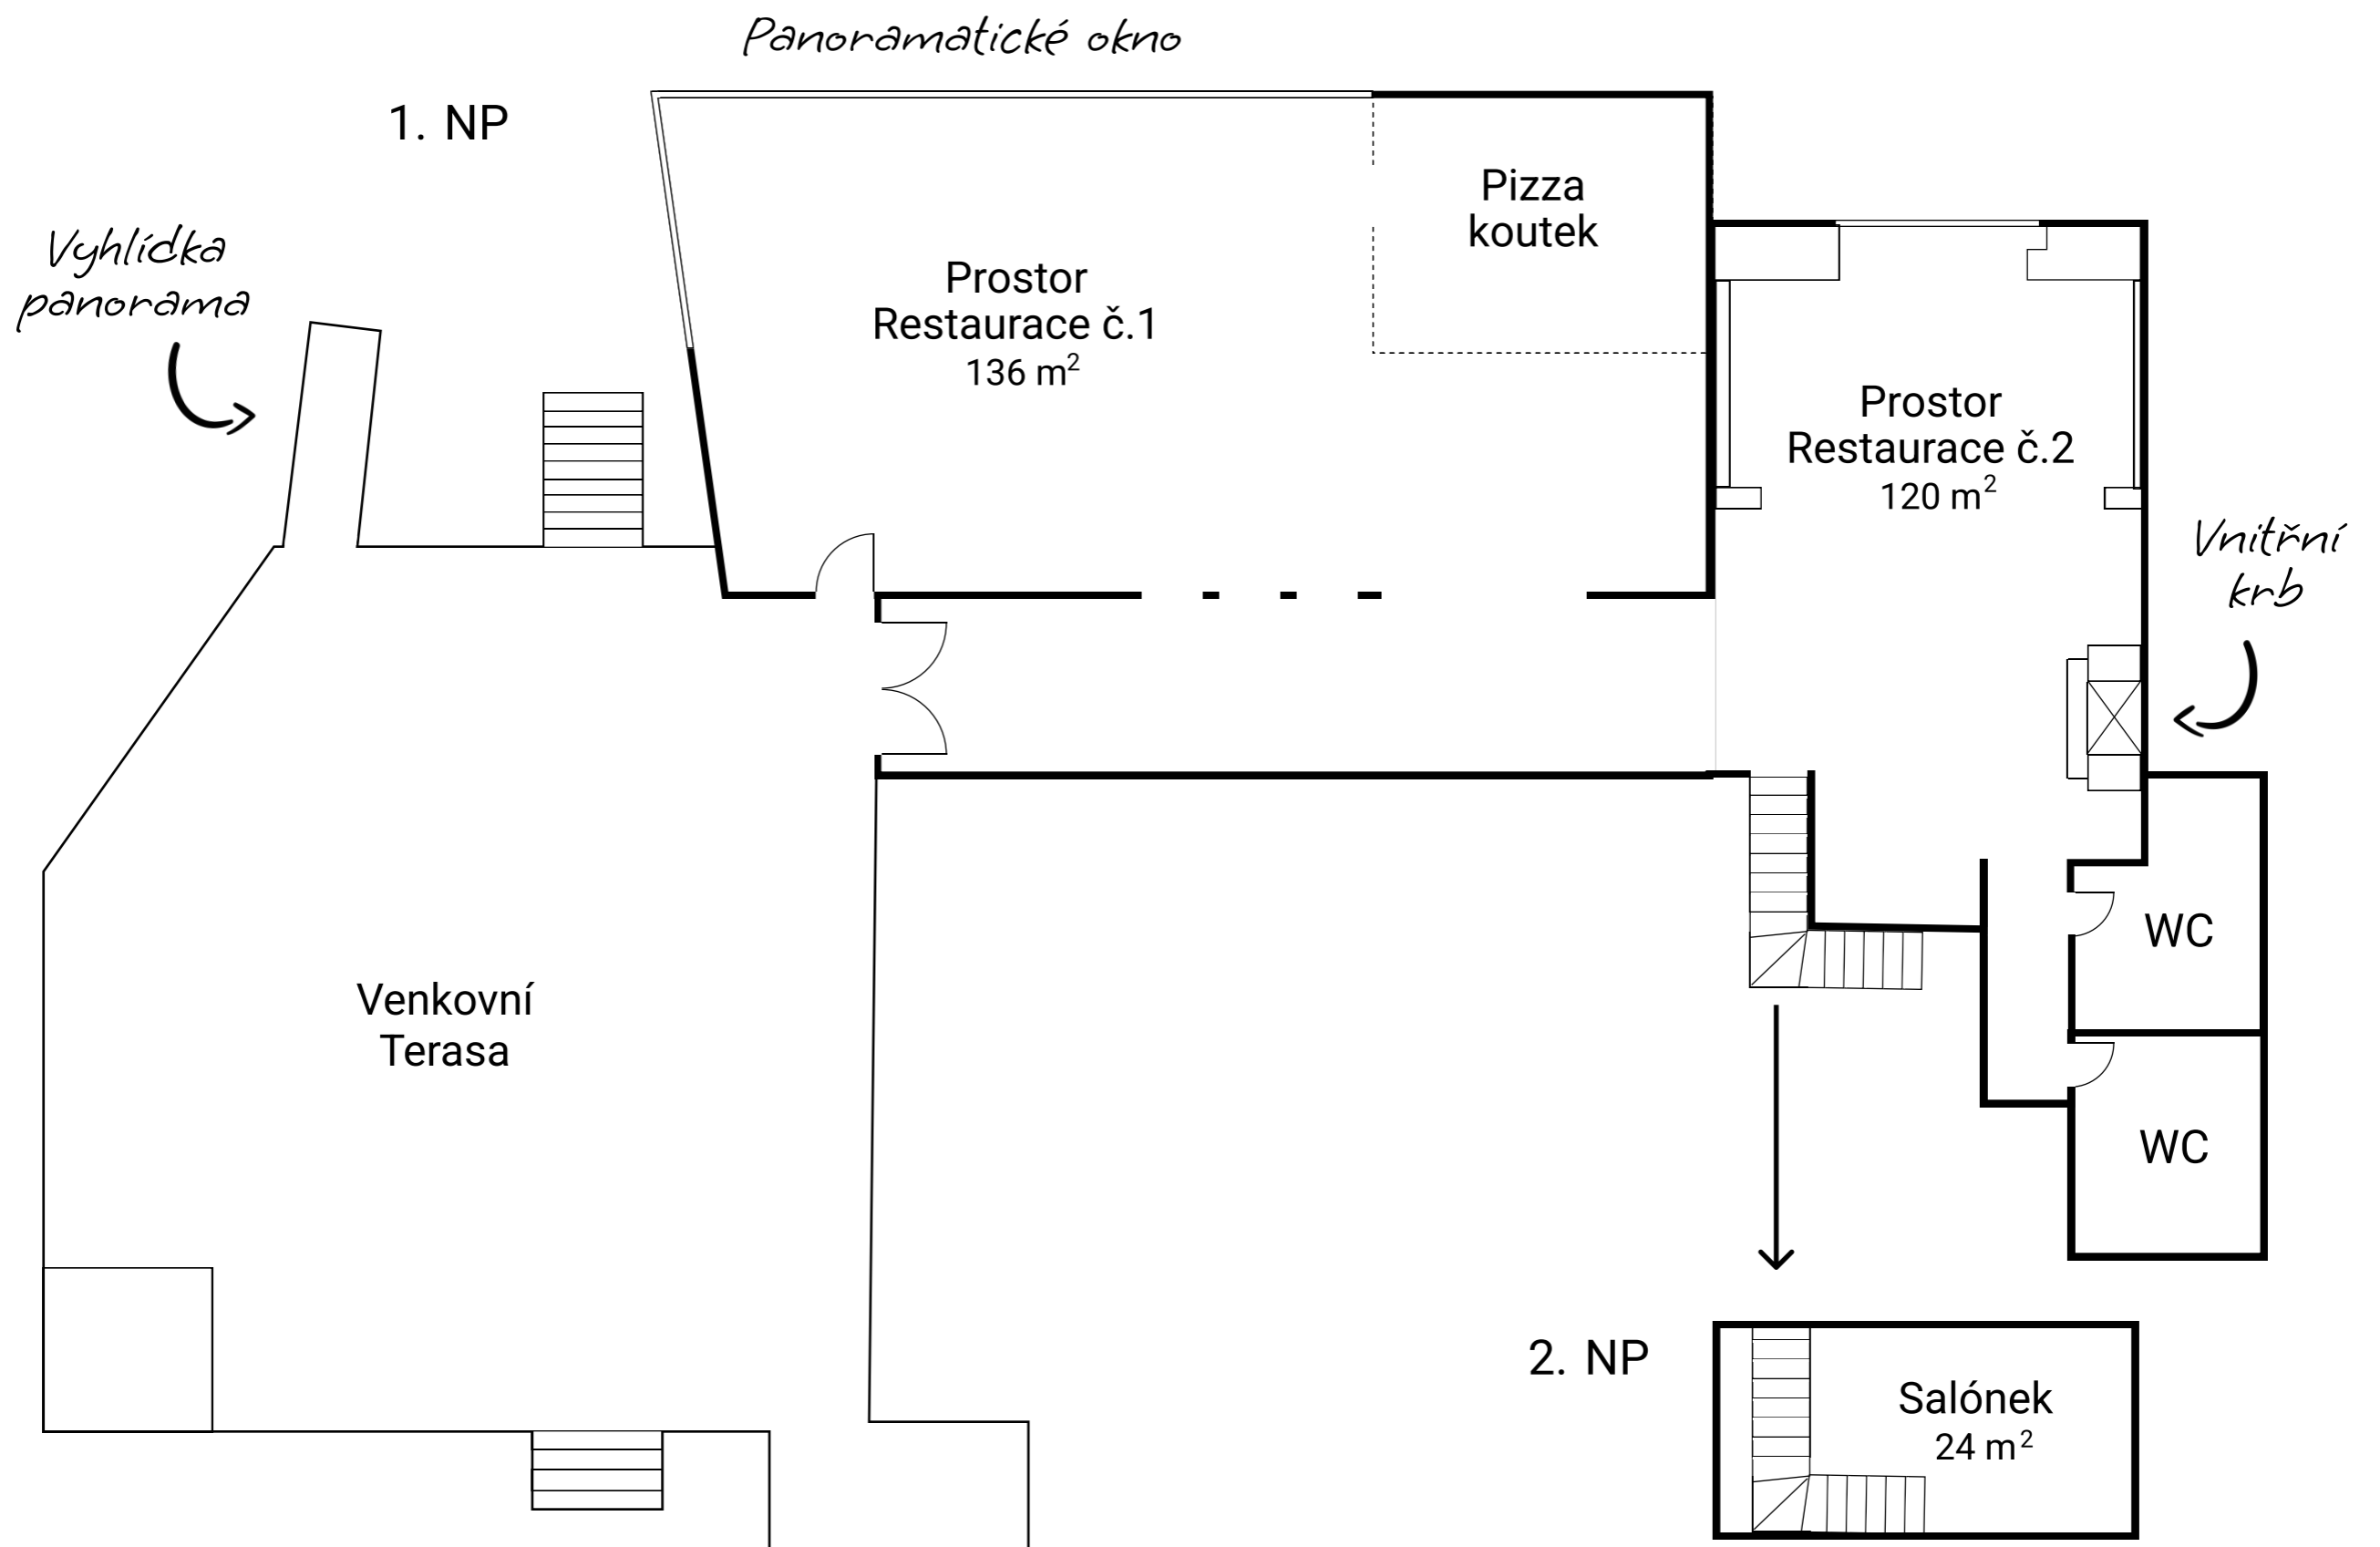 Panoramatické okno
1. NP
Vyhlídka
panorama
Pizza
koutek
Prostor
Restaurace č.1
136 m²
Prostor
Restaurace č.2
120 m²
Vnitřní
krb
WC
Venkovní
Terasa
WC
2. NP
Salónek
24 m²